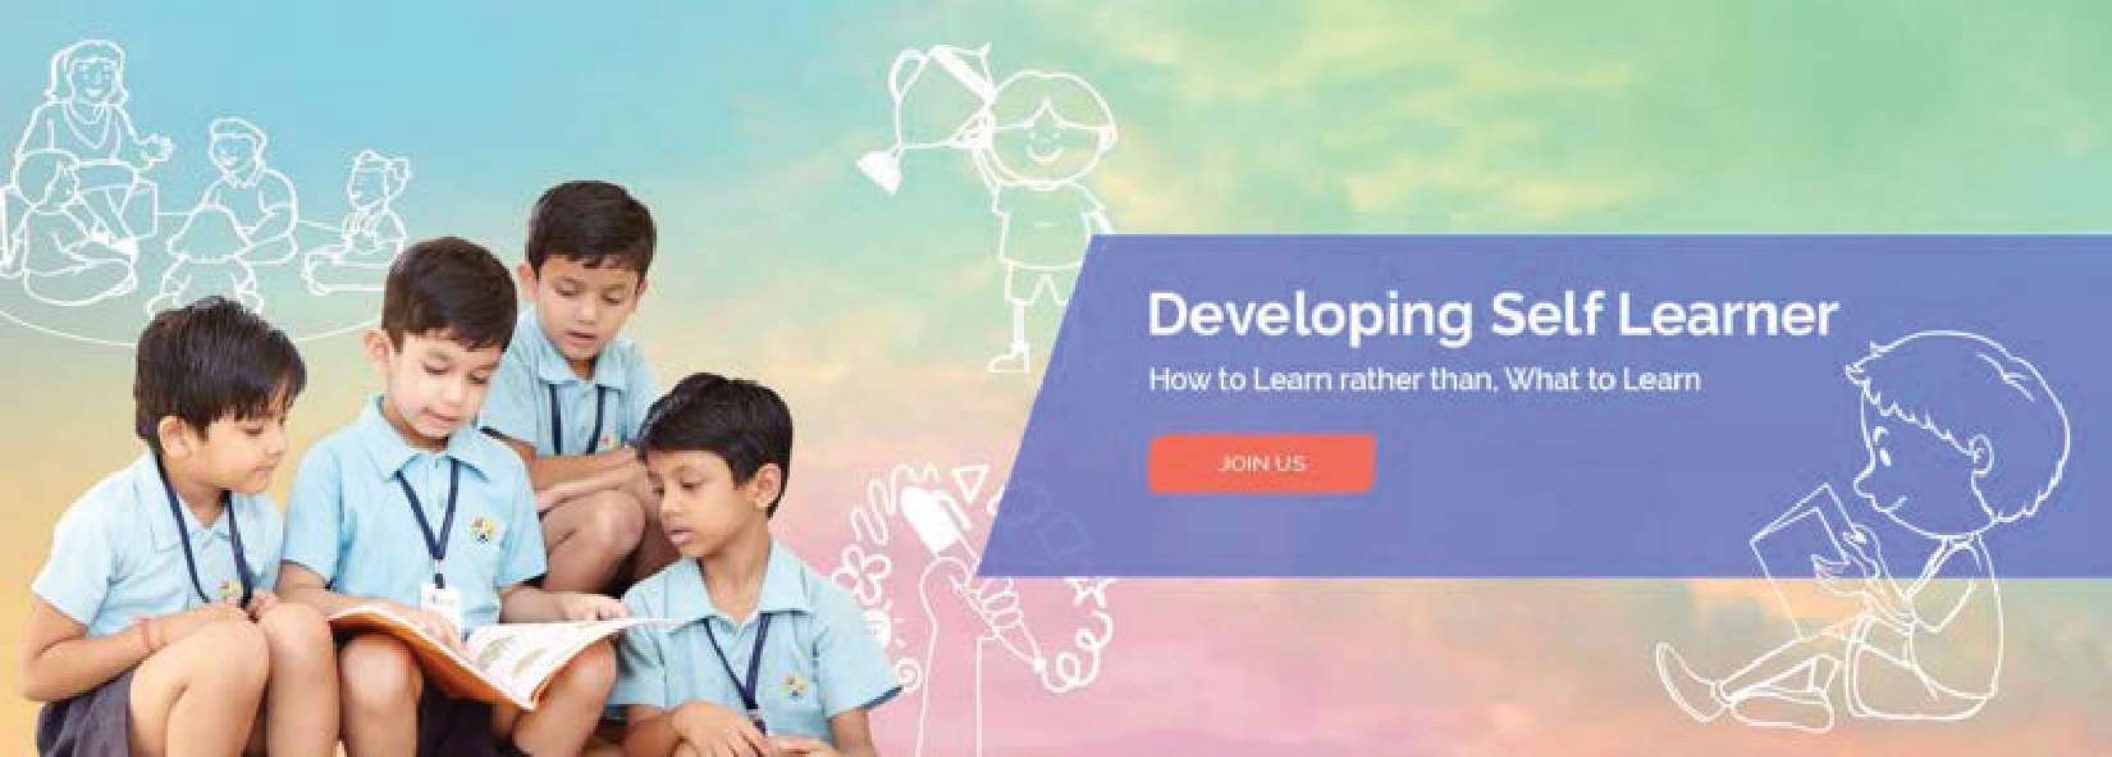 Developing Self Learner
How to Learn rather than, What to Learn
JOIN US